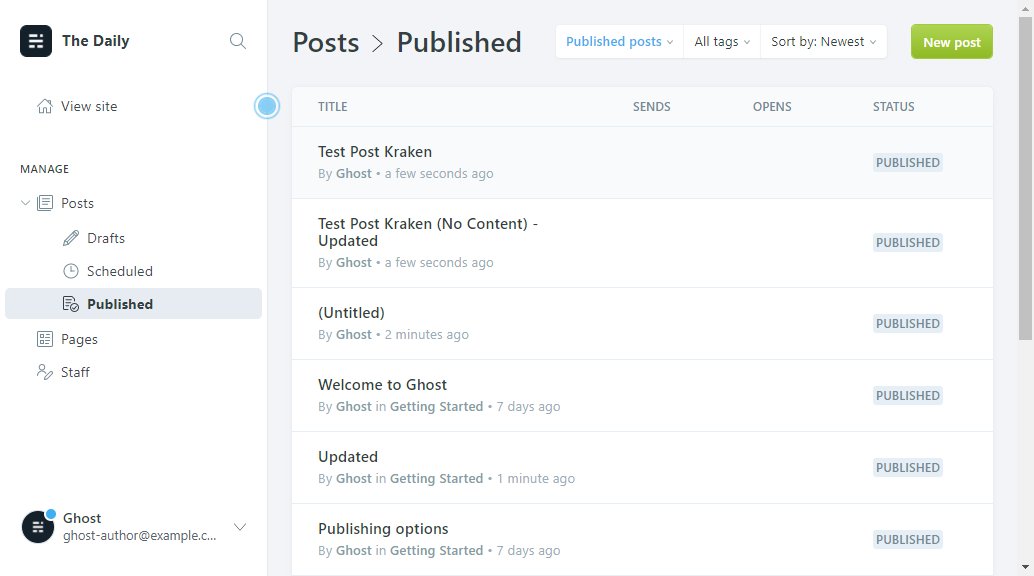 The Daily
View site
MANAGE
Posts
Drafts
Scheduled
Published
Pages
Staff
Ghost
ghost-author@example.c...
Posts > Published
Published posts
All tags
Sort by: Newest
New post
TITLE SENDS OPENS STATUS
Test Post Kraken
By Ghost • a few seconds ago
PUBLISHED
Test Post Kraken (No Content) -
Updated
By Ghost • a few seconds ago
PUBLISHED
(Untitled)
By Ghost • 2 minutes ago
PUBLISHED
Welcome to Ghost
By Ghost in Getting Started • 7 days ago
PUBLISHED
Updated
By Ghost in Getting Started • 1 minute ago
PUBLISHED
Publishing options
By Ghost in Getting Started • 7 days ago
PUBLISHED